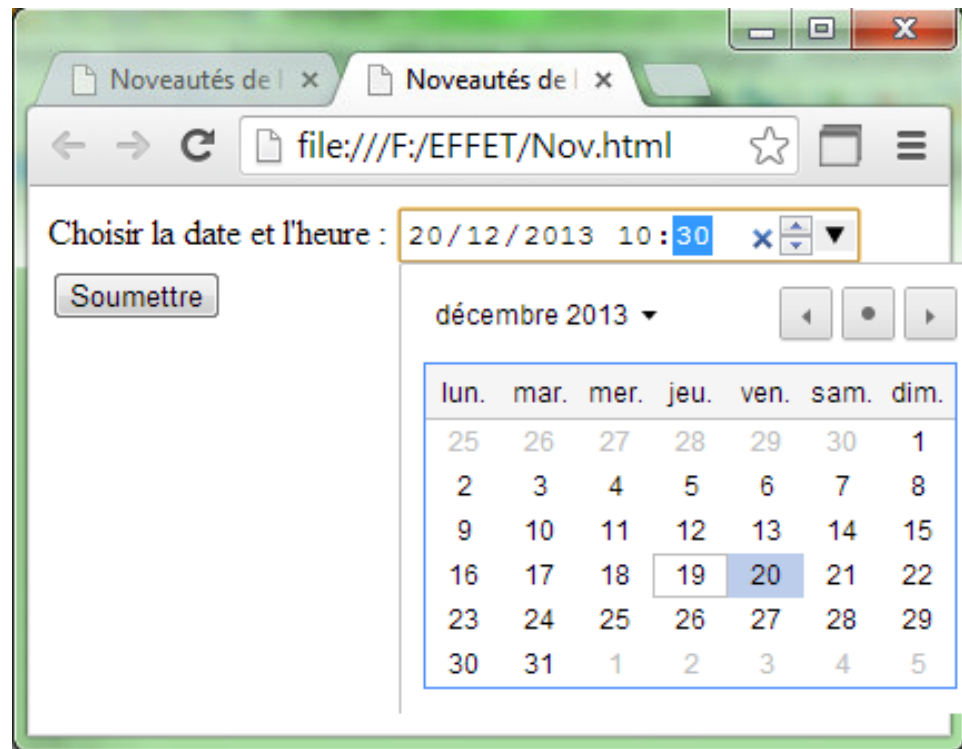 Noveautés de l
Noveautés de l
file:///F:/EFFET/Nov.html
Choisir la date et l'heure : 20/12/2013 10:30
Soumettre
décembre 2013
lun. mar. mer. jeu. ven. sam. dim.
25 26 27 28 29 30 1
2 3 4 5 6 7 8
9 10 11 12 13 14 15
16 17 18 19 20 21 22
23 24 25 26 27 28 29
30 31 1 2 3 4 5